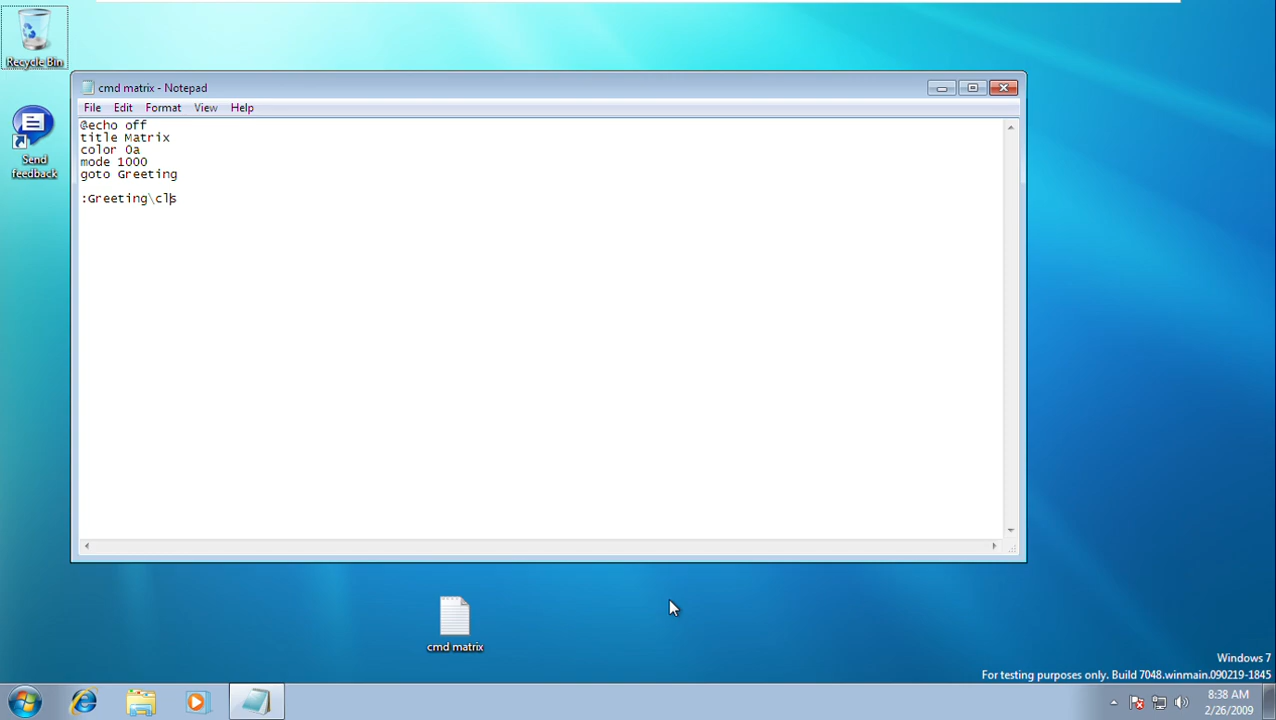 Recycle Bin
Send
feedback
cmd matrix - Notepad
File Edit Format View Help
@echo off
title Matrix
color 0a
mode 1000
goto Greeting
:Greeting\cls
cmd matrix
Windows 7
For testing purposes only. Build 7048.winmain.090219-1845
8:38 AM
2/26/2009